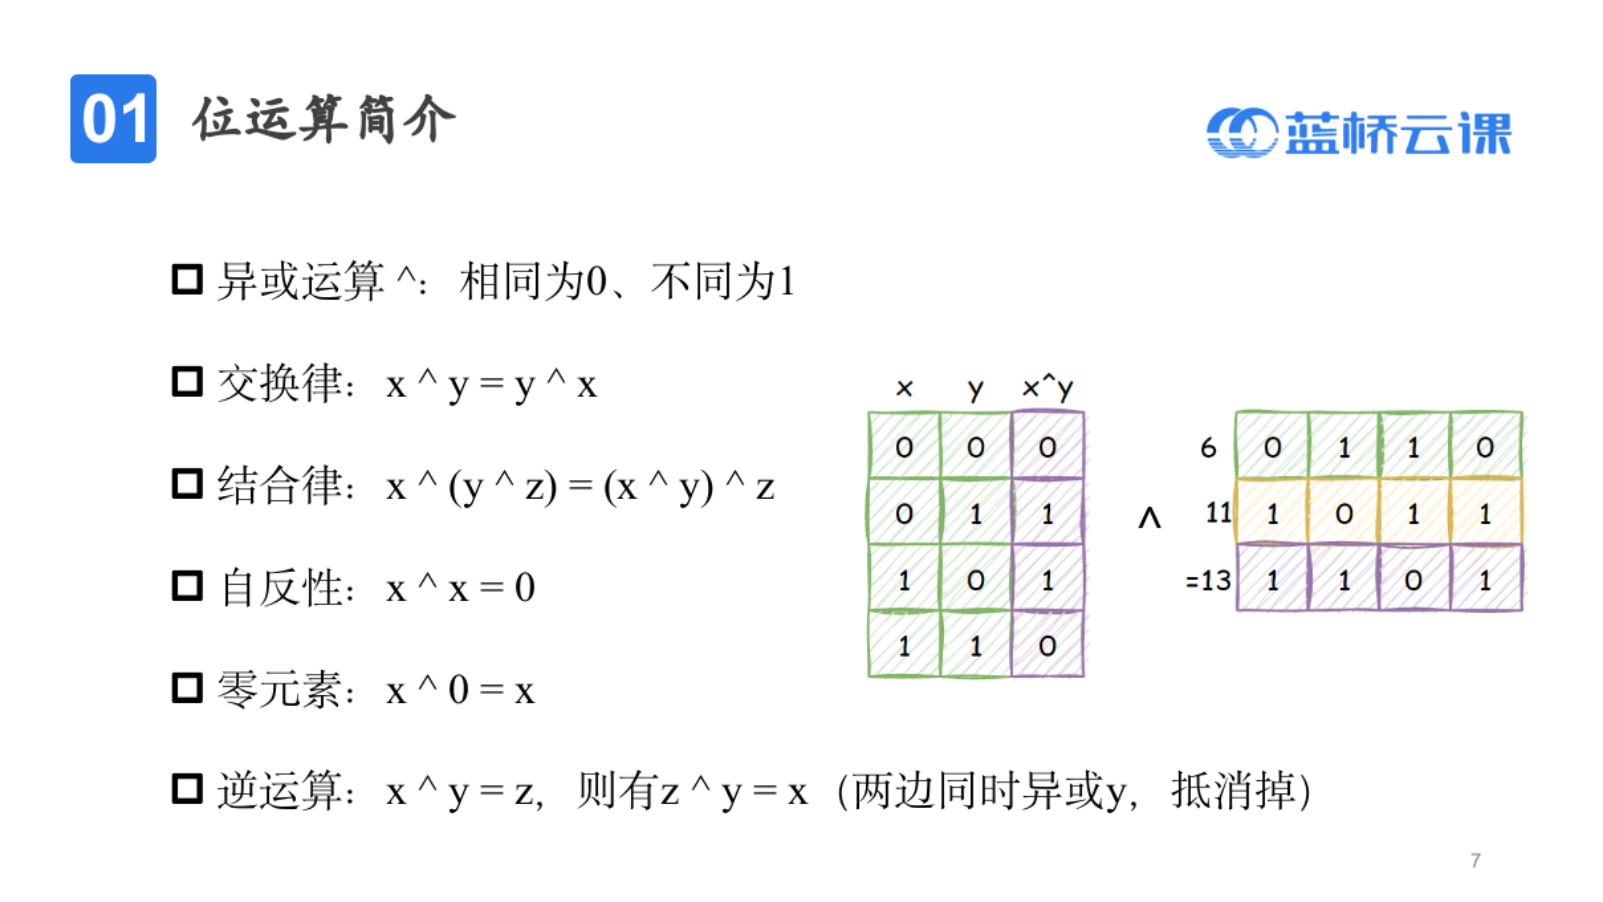 01 位运算简介
蓝桥云课
异或运算 ^：相同为0、不同为1
交换律：x ^ y = y ^ x
结合律：x ^ (y ^ z) = (x ^ y) ^ z
自反性：x ^ x = 0
零元素：x ^ 0 = x
逆运算：x ^ y = z，则有z ^ y = x（两边同时异或y，抵消掉）
x y x^y
0 0 0
0 1 1
1 0 1
1 1 0
6 0 1 1 0
^ 11 1 0 1 1
=13 1 1 0 1
7